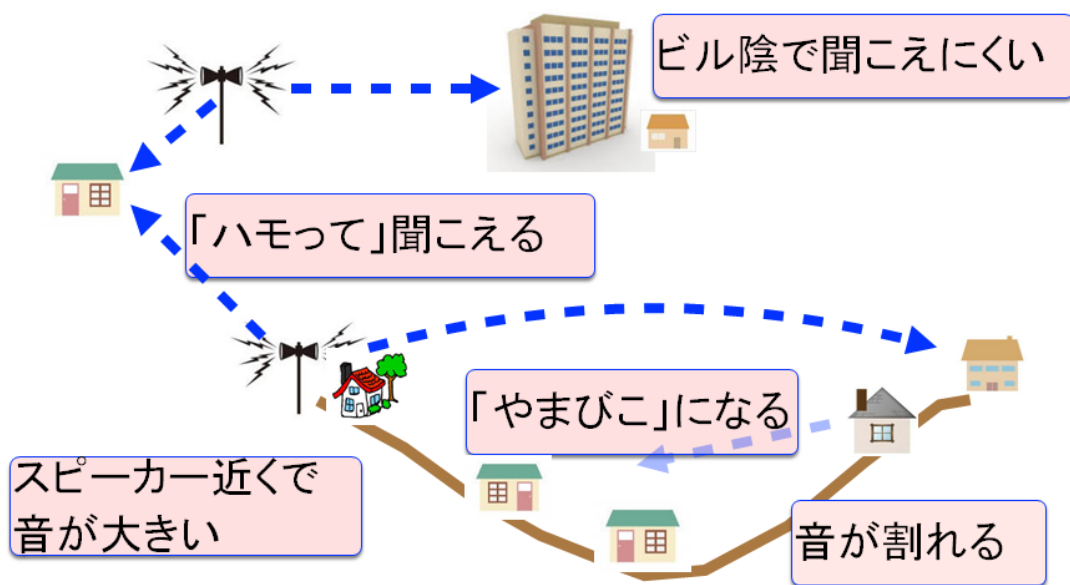 ビル陰で聞こえにくい
「ハモって」聞こえる
「やまびこ」になる
スピーカー近くで
音が大きい
音が割れる